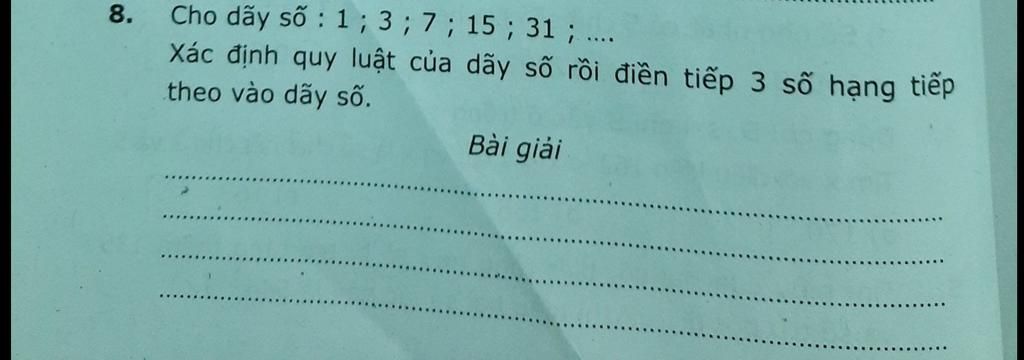 8. Cho dãy số : 1 ; 3 ; 7 ; 15 ; 31 ; ....
Xác định quy luật của dãy số rồi điền tiếp 3 số hạng tiếp
theo vào dãy số.
Bài giải